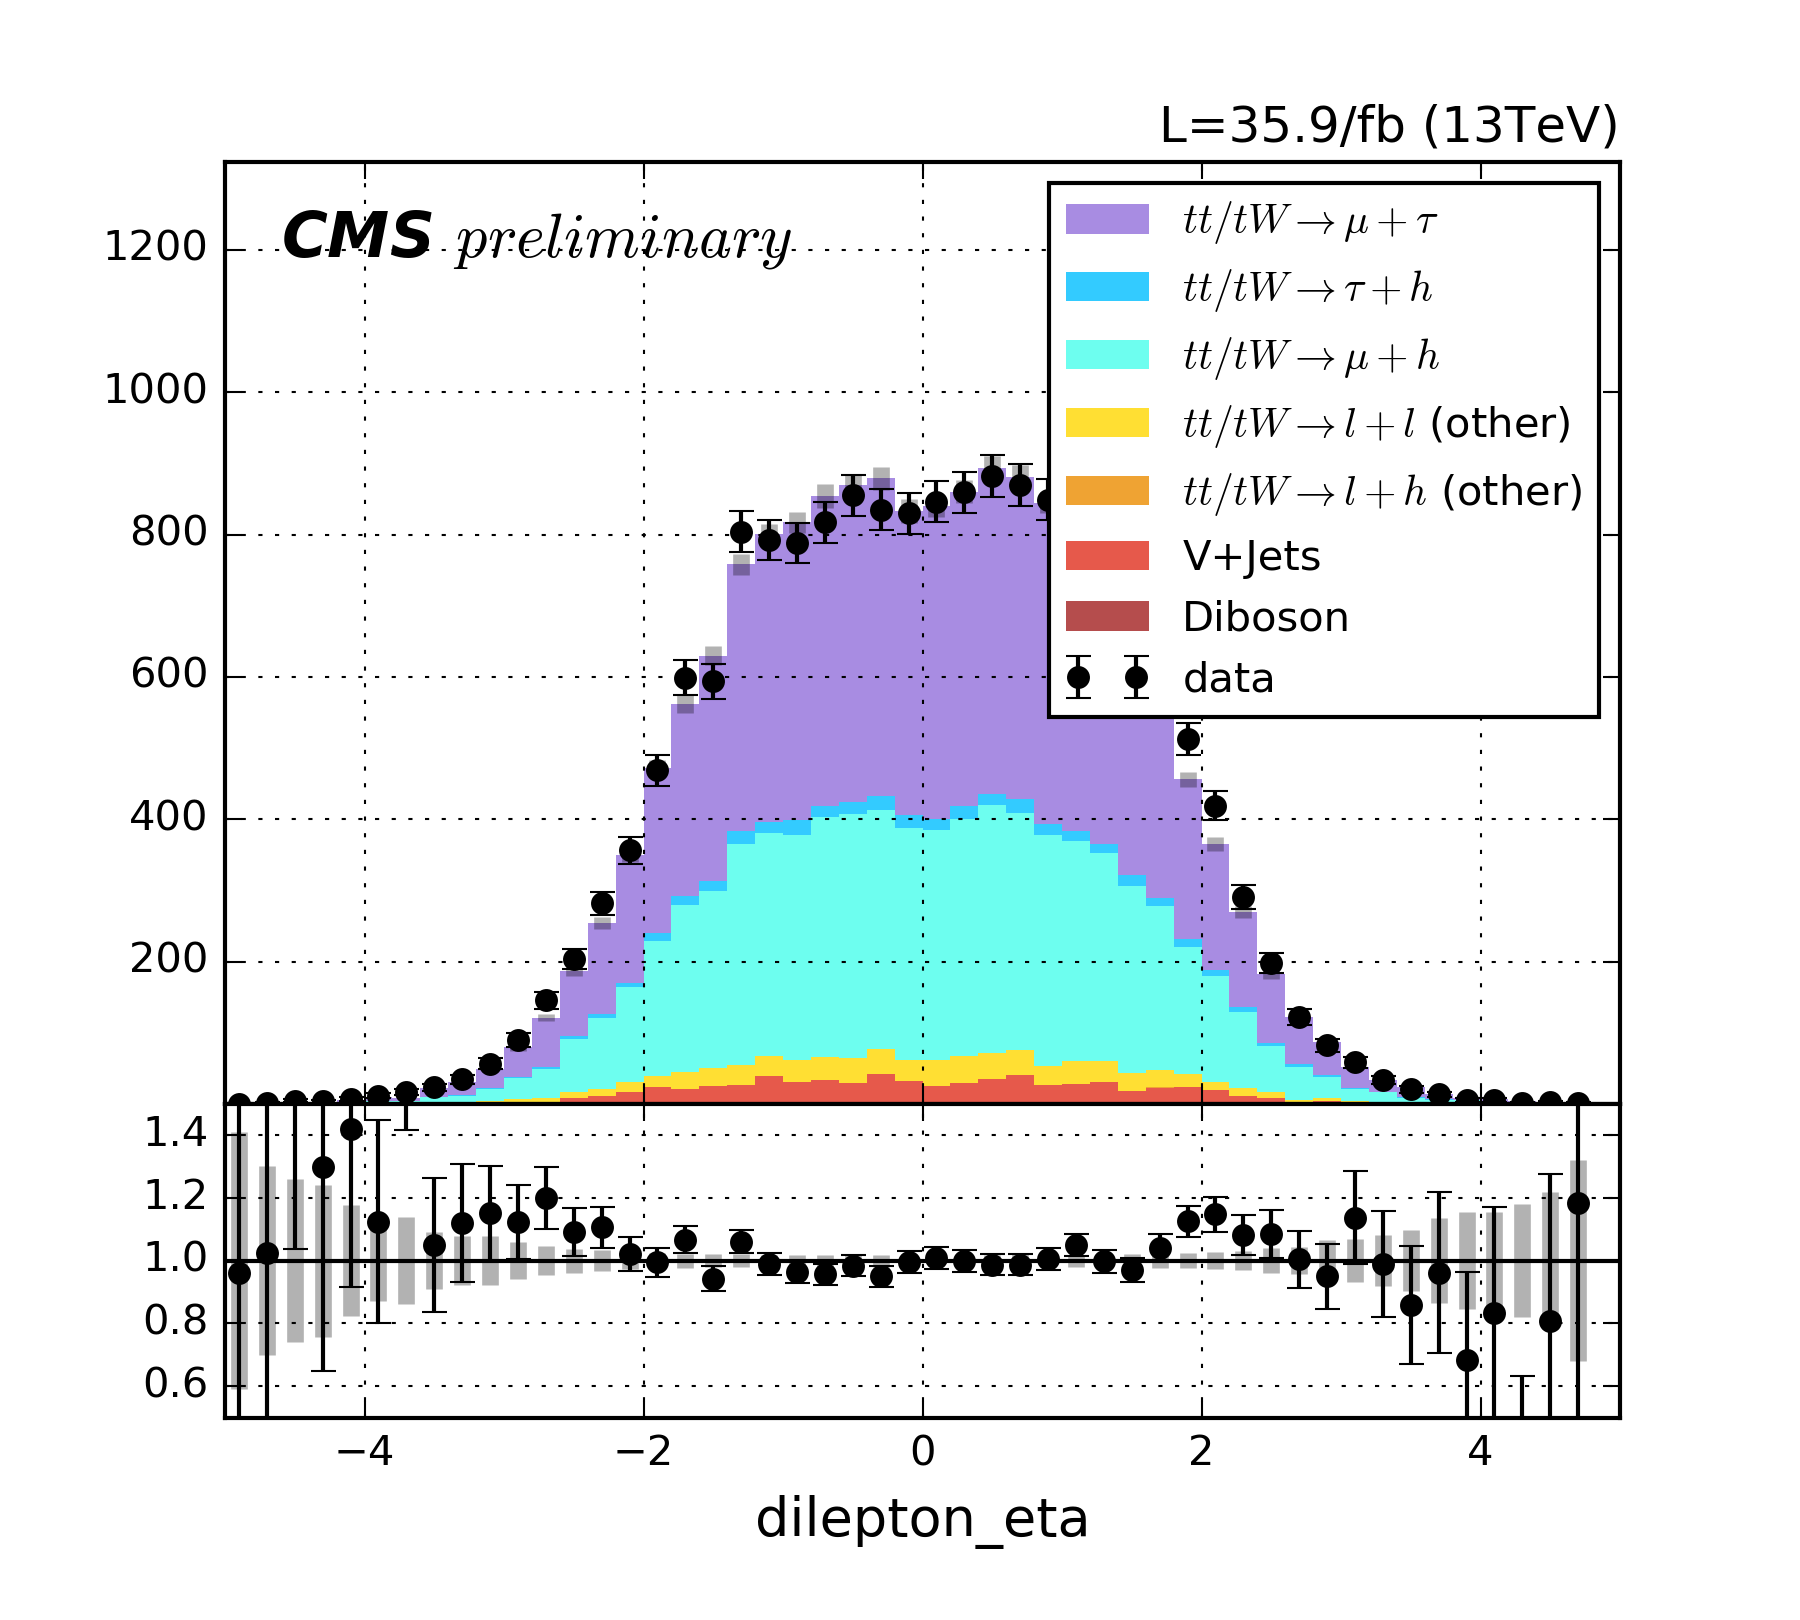 L=35.9/fb (13TeV)
CMS preliminary
tt/tW→μ+τ
tt/tW→τ+h
tt/tW→μ+h
tt/tW→l+l (other)
tt/tW→l+h (other)
V+Jets
Diboson
data
1200
1000
800
600
400
200
1.4
1.2
1.0
0.8
0.6
−4 −2 0 2 4
dilepton_eta